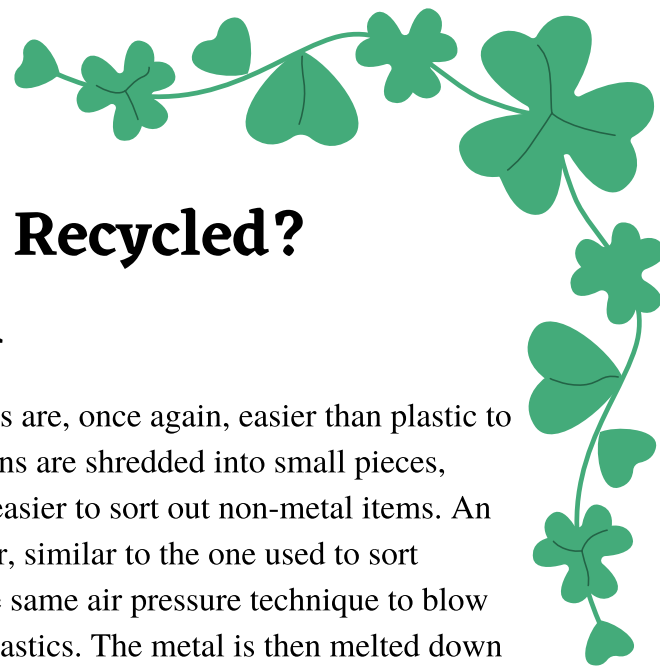 Recycled?
.
s are, once again, easier than plastic to
ns are shredded into small pieces,
easier to sort out non-metal items. An
r, similar to the one used to sort
same air pressure technique to blow
astics. The metal is then melted down